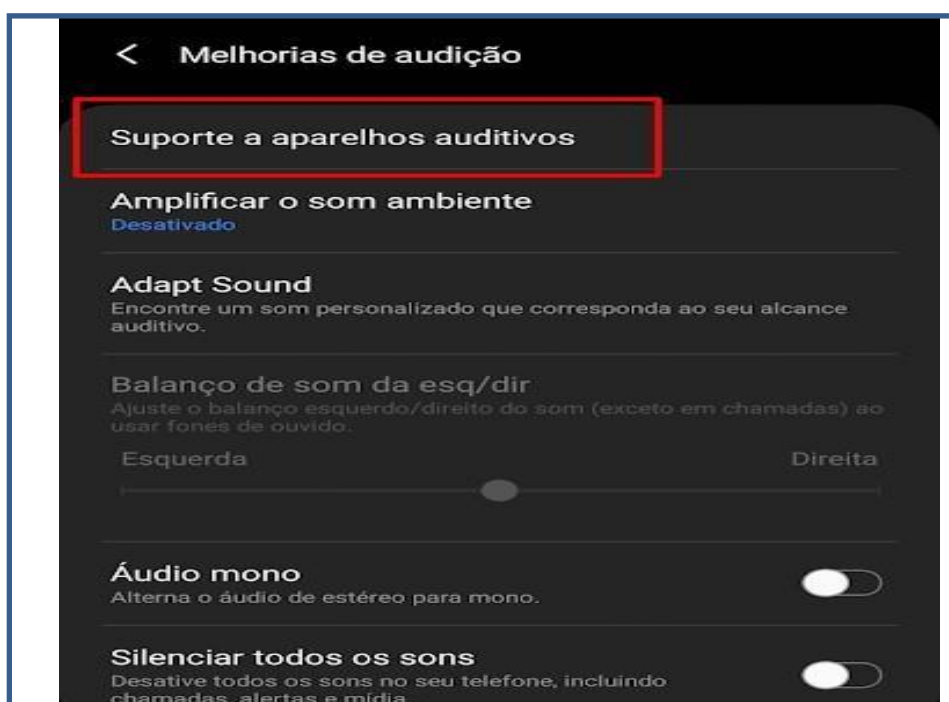 Melhorias de audição
Suporte a aparelhos auditivos
Amplificar o som ambiente
Desativado
Adapt Sound
Encontre um som personalizado que corresponda ao seu alcance
auditivo.
Balanço de som da esq/dir
Ajuste o balanço esquerdo/direito do som (exceto em chamadas) ao
usar fones de ouvido.
Esquerda Direita
Áudio mono
Alterna o áudio de estéreo para mono.
Silenciar todos os sons
Desative todos os sons no seu telefone, incluindo
chamadas, alertas e mídia